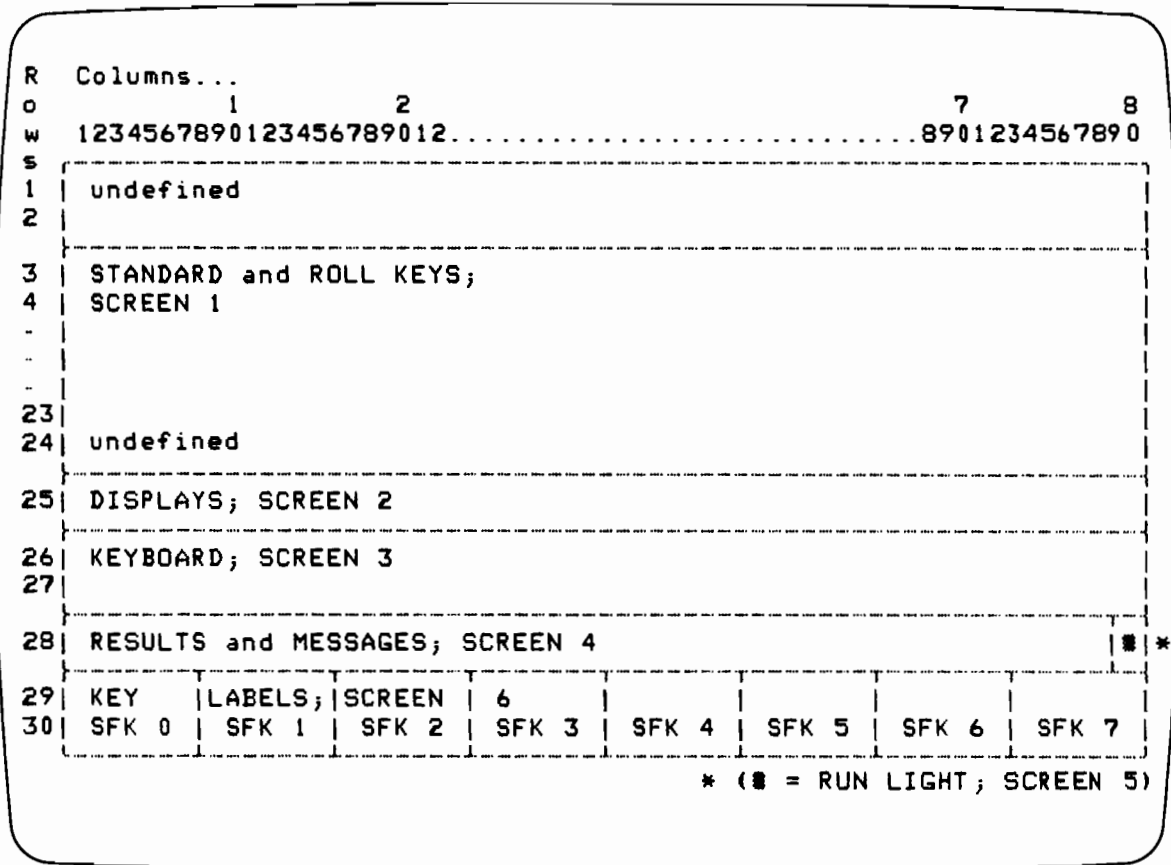 R Columns...
o 1 2 7 8
w 1234567890123456789012............................8901234567890
s
1 | undefined
2 |
3 | STANDARD and ROLL KEYS;
4 | SCREEN 1
-
-
-
23|
24| undefined
25| DISPLAYS; SCREEN 2
26| KEYBOARD; SCREEN 3
27|
28| RESULTS and MESSAGES; SCREEN 4 |▓| *
29| KEY |LABELS;|SCREEN | 6 | | | |
30| SFK 0 | SFK 1 | SFK 2 | SFK 3 | SFK 4 | SFK 5 | SFK 6 | SFK 7 |
* (▓ = RUN LIGHT; SCREEN 5)